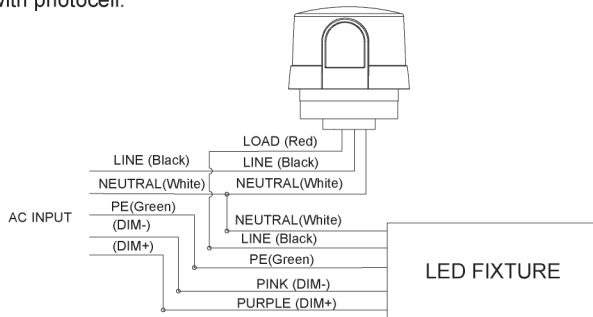 with photocell.
LOAD (Red)
LINE (Black) LINE (Black)
NEUTRAL(White) NEUTRAL(White)
PE(Green)
AC INPUT
(DIM-)
NEUTRAL(White)
(DIM+)
LINE (Black)
PE(Green)
LED FIXTURE
PINK (DIM-)
PURPLE (DIM+)